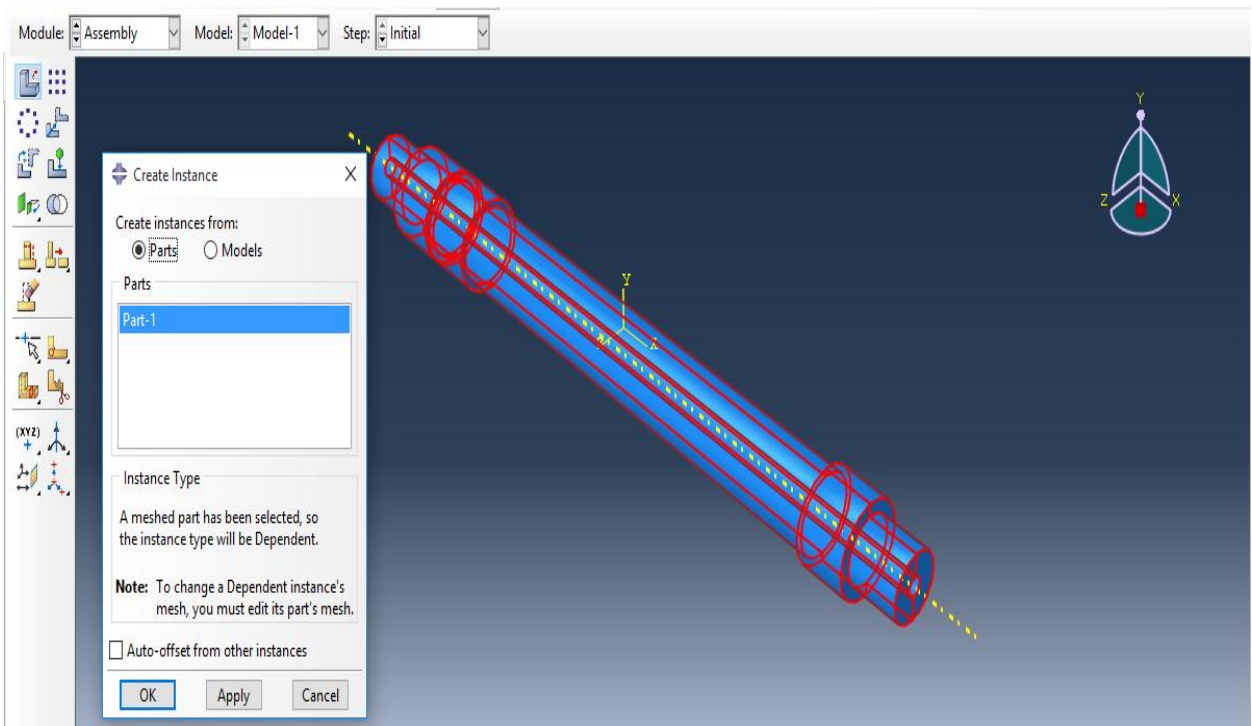 Module: Assembly Model: Model-1 Step: Initial
Y
Z X
Create Instance X
Create instances from:
Parts Models
Parts
Part-1
Instance Type
A meshed part has been selected, so
the instance type will be Dependent.
Note: To change a Dependent instance's
mesh, you must edit its part's mesh.
Auto-offset from other instances
OK Apply Cancel
(XYZ)
Y
X